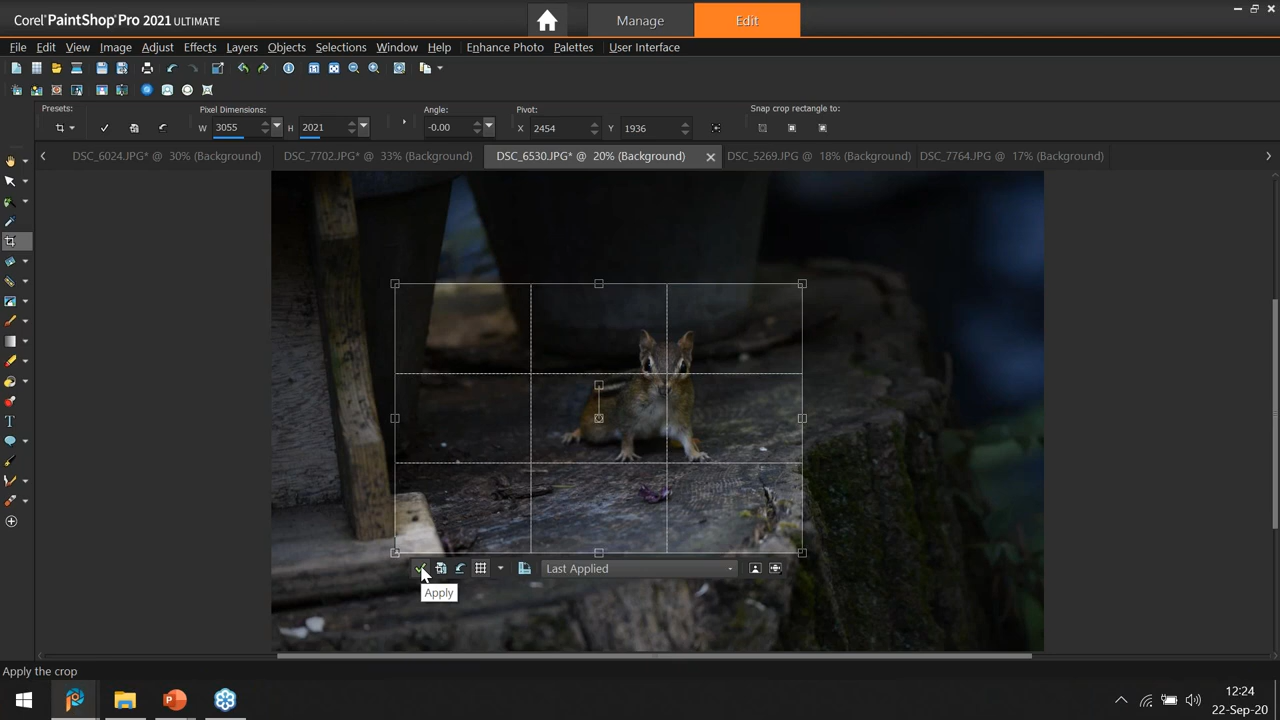 Corel® PaintShop® Pro 2021 ULTIMATE
Manage
Edit
File Edit View Image Adjust Effects Layers Objects Selections Window Help Enhance Photo Palettes User Interface
Presets:
Pixel Dimensions:
Angle:
Pivot:
Snap crop rectangle to:
W 3055 H 2021 -0.00 X 2454 Y 1936
DSC_6024.JPG* @ 30% (Background)
DSC_7702.JPG* @ 33% (Background)
DSC_6530.JPG* @ 20% (Background)
DSC_5269.JPG @ 18% (Background)
DSC_7764.JPG @ 17% (Background)
Last Applied
Apply
Apply the crop
12:24
22-Sep-20